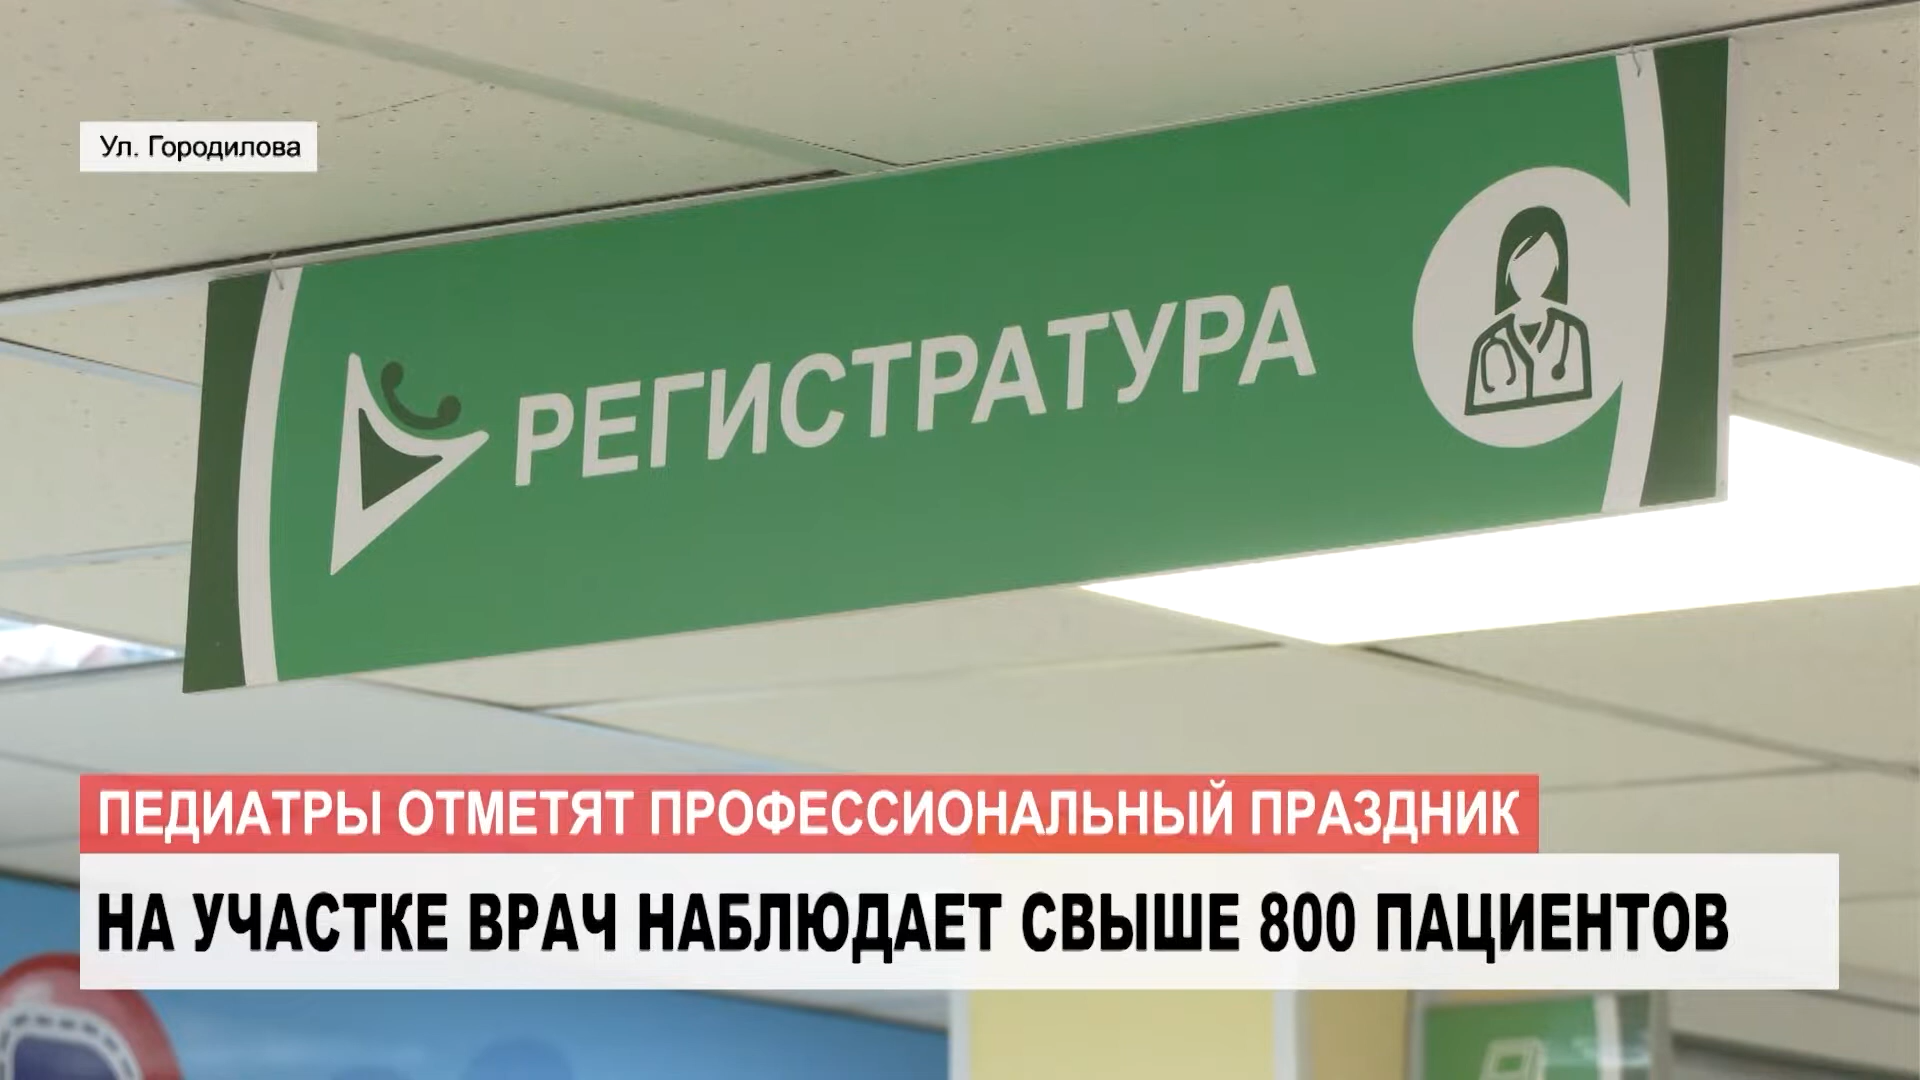 Ул. Городилова
РЕГИСТРАТУРА
ПЕДИАТРЫ ОТМЕТЯТ ПРОФЕССИОНАЛЬНЫЙ ПРАЗДНИК
НА УЧАСТКЕ ВРАЧ НАБЛЮДАЕТ СВЫШЕ 800 ПАЦИЕНТОВ